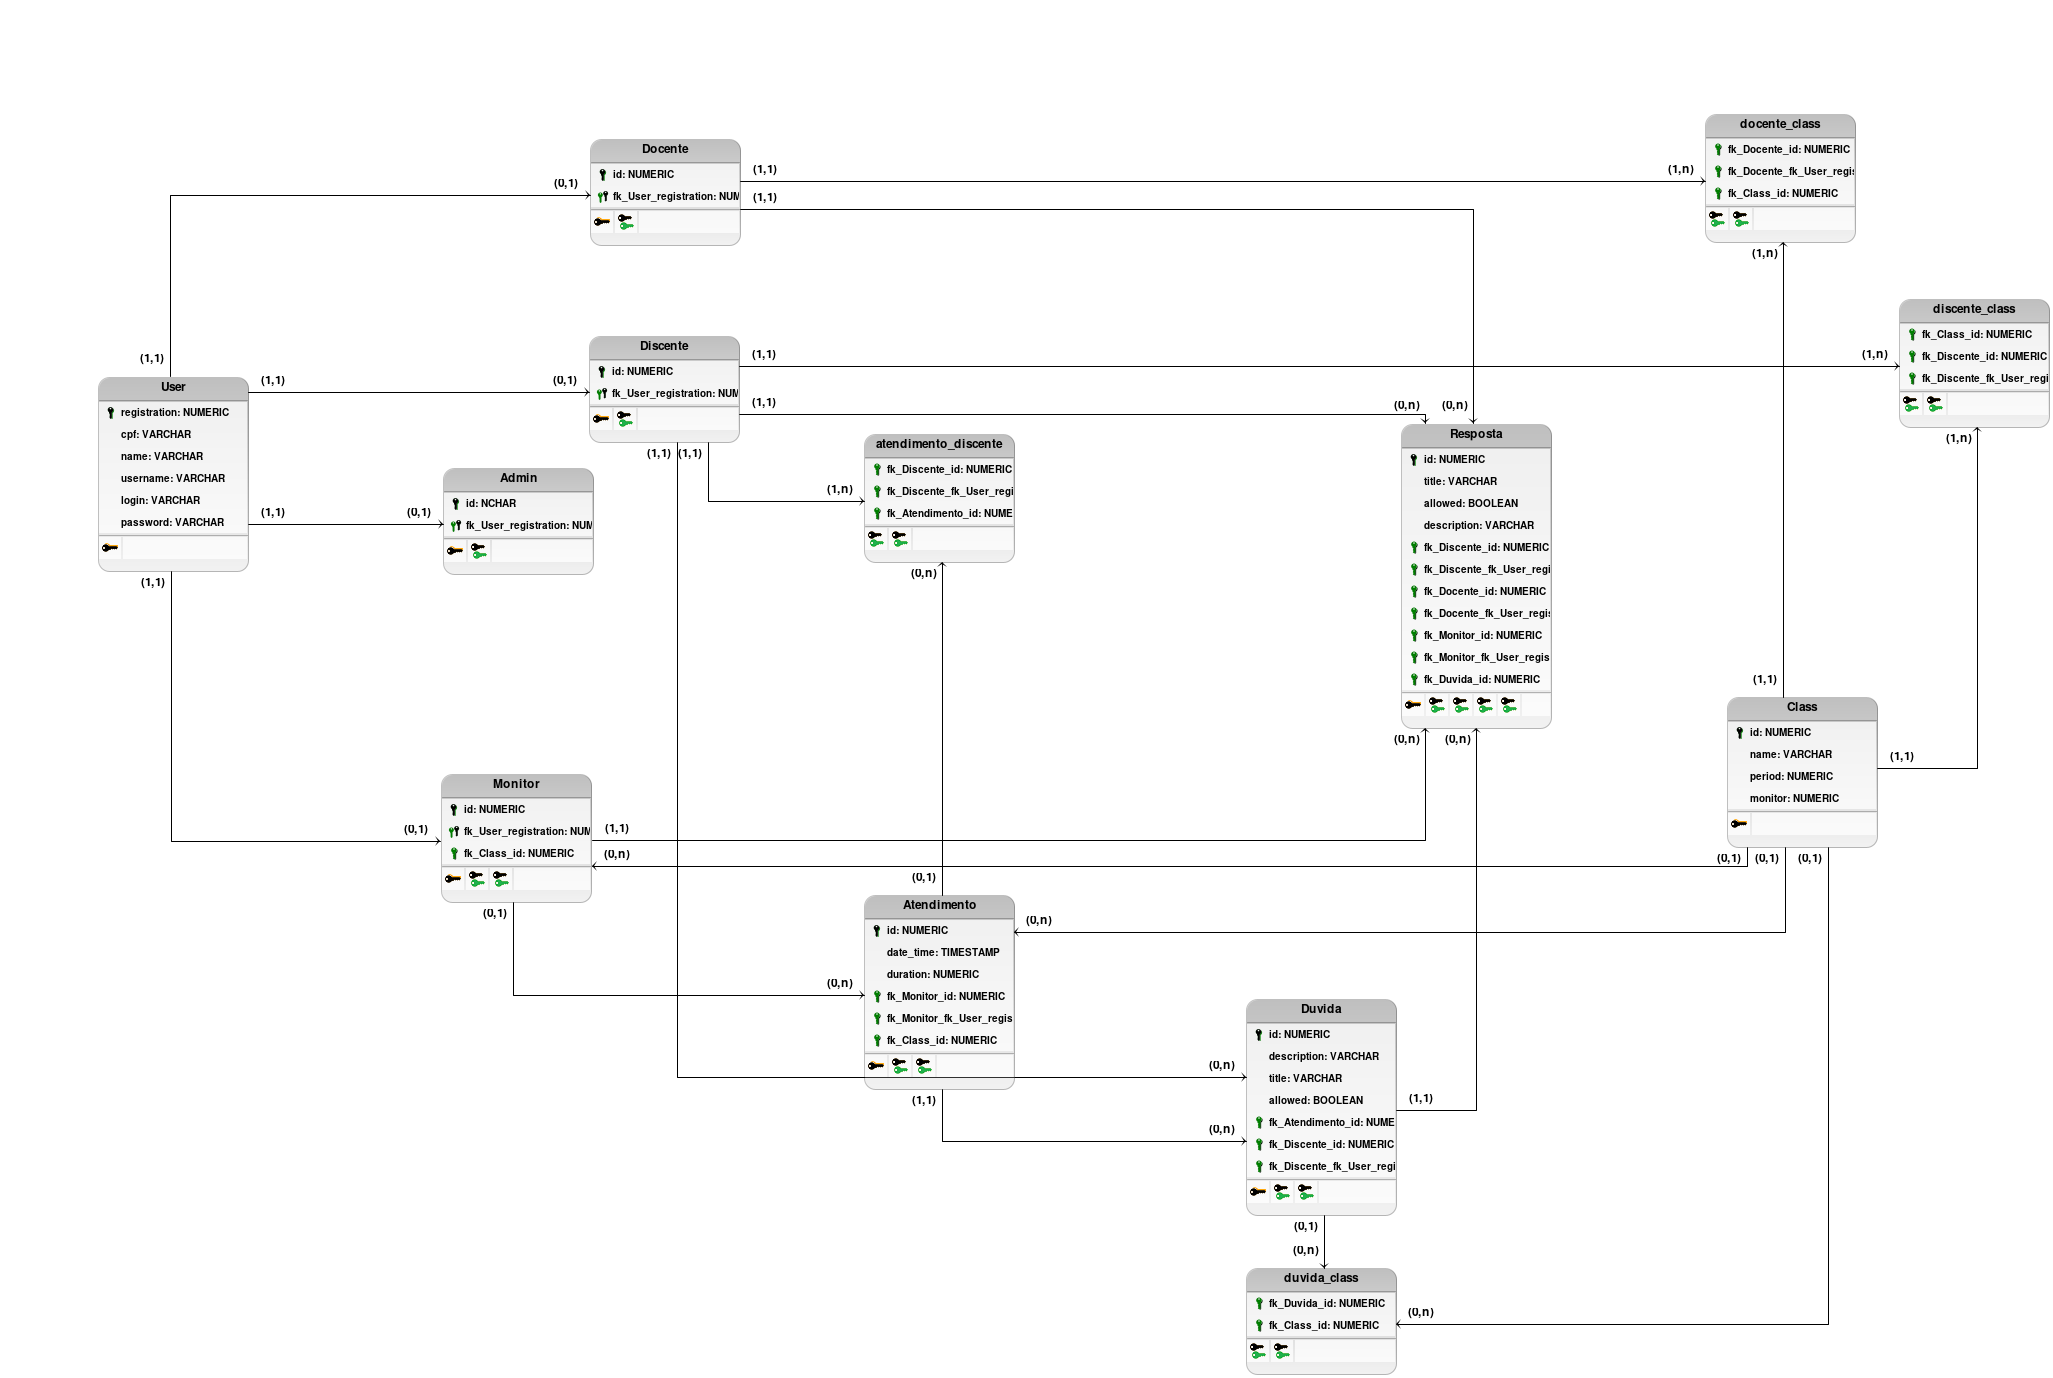 docente_class
fk_Docente_id: NUMERIC
fk_Docente_fk_User_regis
fk_Class_id: NUMERIC
Docente
id: NUMERIC
fk_User_registration: NUM
(1,1)
(1,1)
(0,1)
(1,n)
(1,n)
discente_class
fk_Class_id: NUMERIC
fk_Discente_id: NUMERIC
fk_Discente_fk_User_regi
(1,n)
(1,n)
Discente
id: NUMERIC
fk_User_registration: NUM
(1,1)
(1,1)
(0,1)
(1,1)
(1,1)
User
registration: NUMERIC
cpf: VARCHAR
name: VARCHAR
username: VARCHAR
login: VARCHAR
password: VARCHAR
(1,1)
(1,1)
(1,1)
(1,1)
Admin
id: NCHAR
fk_User_registration: NUM
(0,1)
atendimento_discente
fk_Discente_id: NUMERIC
fk_Discente_fk_User_regi
fk_Atendimento_id: NUME
(1,n)
(0,n)
Resposta
id: NUMERIC
title: VARCHAR
allowed: BOOLEAN
description: VARCHAR
fk_Discente_id: NUMERIC
fk_Discente_fk_User_regi
fk_Docente_id: NUMERIC
fk_Docente_fk_User_regis
fk_Monitor_id: NUMERIC
fk_Monitor_fk_User_regis
fk_Duvida_id: NUMERIC
(0,n)
(0,n)
(0,n)
(0,n)
Class
id: NUMERIC
name: VARCHAR
period: NUMERIC
monitor: NUMERIC
(1,1)
(1,1)
(0,1)
(0,1)
(0,1)
Monitor
id: NUMERIC
fk_User_registration: NUM
fk_Class_id: NUMERIC
(0,1)
(1,1)
(0,n)
(0,1)
Atendimento
id: NUMERIC
date_time: TIMESTAMP
duration: NUMERIC
fk_Monitor_id: NUMERIC
fk_Monitor_fk_User_regis
fk_Class_id: NUMERIC
(0,1)
(0,n)
(0,n)
(1,1)
Duvida
id: NUMERIC
description: VARCHAR
title: VARCHAR
allowed: BOOLEAN
fk_Atendimento_id: NUME
fk_Discente_id: NUMERIC
fk_Discente_fk_User_regi
(0,n)
(1,1)
(0,n)
(0,1)
(0,n)
duvida_class
fk_Duvida_id: NUMERIC
fk_Class_id: NUMERIC
(0,n)